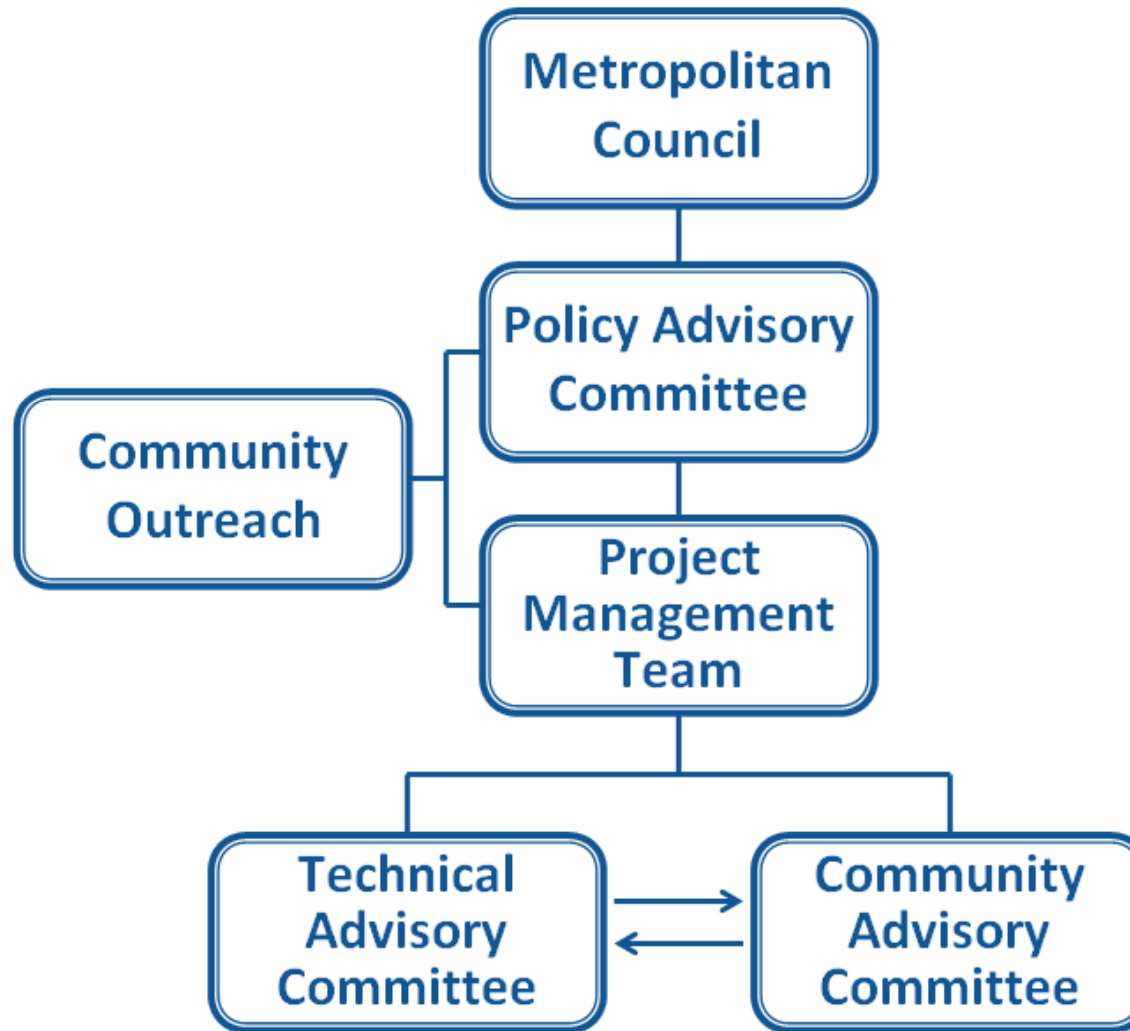 Metropolitan
Council
Policy Advisory
Committee
Community
Outreach
Project
Management
Team
Technical
Advisory
Committee
Community
Advisory
Committee